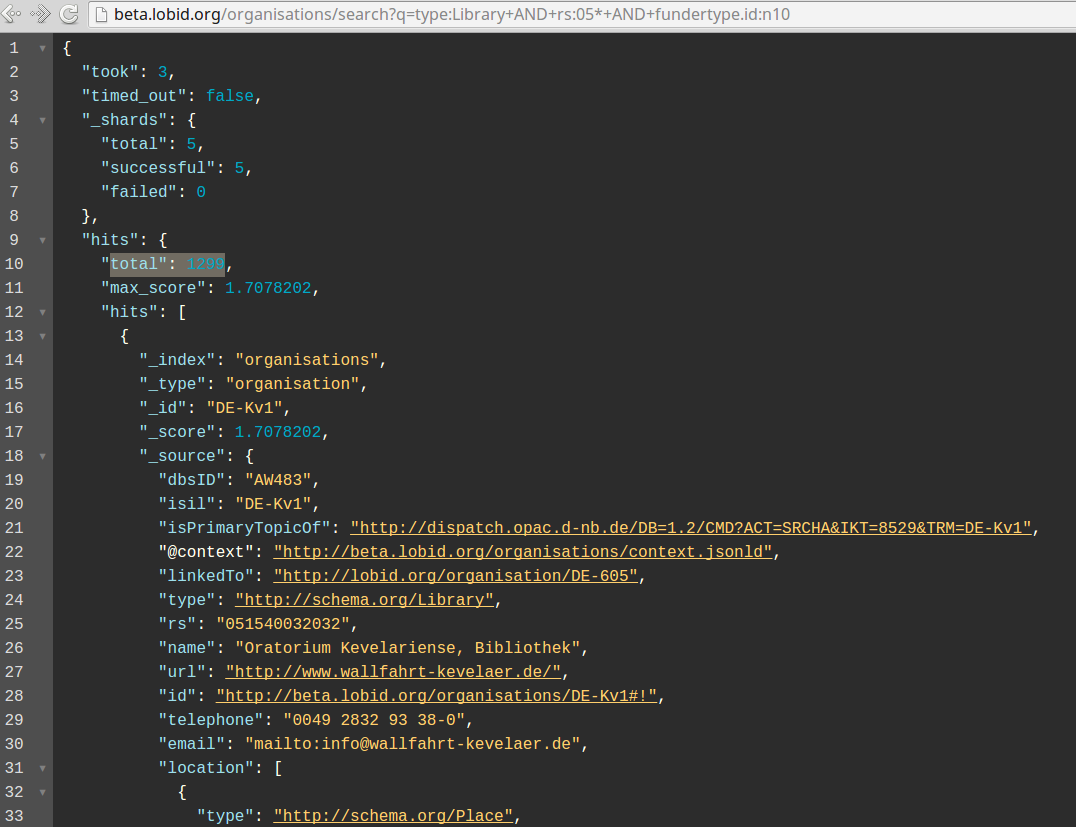 beta.lobid.org/organisations/search?q=type:Library+AND+rs:05*+AND+fundertype.id:n10
1 {
2 "took": 3,
3 "timed_out": false,
4 "_shards": {
5 "total": 5,
6 "successful": 5,
7 "failed": 0
8 },
9 "hits": {
10 "total": 1299,
11 "max_score": 1.7078202,
12 "hits": [
13 {
14 "_index": "organisations",
15 "_type": "organisation",
16 "_id": "DE-Kv1",
17 "_score": 1.7078202,
18 "_source": {
19 "dbsID": "AW483",
20 "isil": "DE-Kv1",
21 "isPrimaryTopicOf": "http://dispatch.opac.d-nb.de/DB=1.2/CMD?ACT=SRCHA&IKT=8529&TRM=DE-Kv1",
22 "@context": "http://beta.lobid.org/organisations/context.jsonld",
23 "linkedTo": "http://lobid.org/organisation/DE-605",
24 "type": "http://schema.org/Library",
25 "rs": "051540032032",
26 "name": "Oratorium Kevelariense, Bibliothek",
27 "url": "http://www.wallfahrt-kevelaer.de/",
28 "id": "http://beta.lobid.org/organisations/DE-Kv1#!",
29 "telephone": "0049 2832 93 38-0",
30 "email": "mailto:info@wallfahrt-kevelaer.de",
31 "location": [
32 {
33 "type": "http://schema.org/Place",